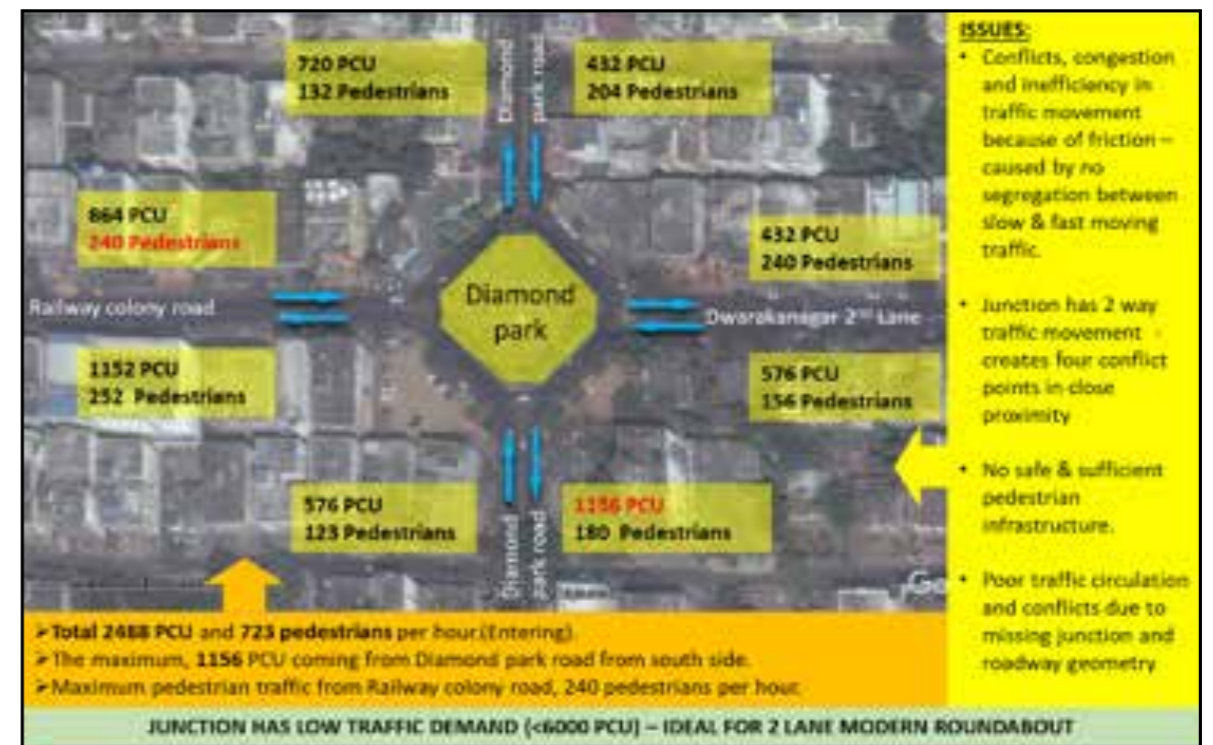 720 PCU
132 Pedestrians
Diamond
park road
432 PCU
204 Pedestrians
864 PCU
240 Pedestrians
432 PCU
240 Pedestrians
Railway colony road
Diamond
park
Dwarakanagar 2nd Lane
1152 PCU
252 Pedestrians
576 PCU
156 Pedestrians
576 PCU
123 Pedestrians
Diamond
park road
1156 PCU
180 Pedestrians
Go
➢Total 2488 PCU and 723 pedestrians per hour.(Entering).
➢The maximum, 1156 PCU coming from Diamond park road from south side.
➢Maximum pedestrian traffic from Railway colony road, 240 pedestrians per hour.
ISSUES:
• Conflicts, congestion
and inefficiency in
traffic movement
because of friction –
caused by no
segregation between
slow & fast moving
traffic.
• Junction has 2 way
traffic movement -
creates four conflict
points in close
proximity
• No safe & sufficient
pedestrian
infrastructure.
• Poor traffic circulation
and conflicts due to
missing junction and
roadway geometry
JUNCTION HAS LOW TRAFFIC DEMAND (<6000 PCU) – IDEAL FOR 2 LANE MODERN ROUNDABOUT